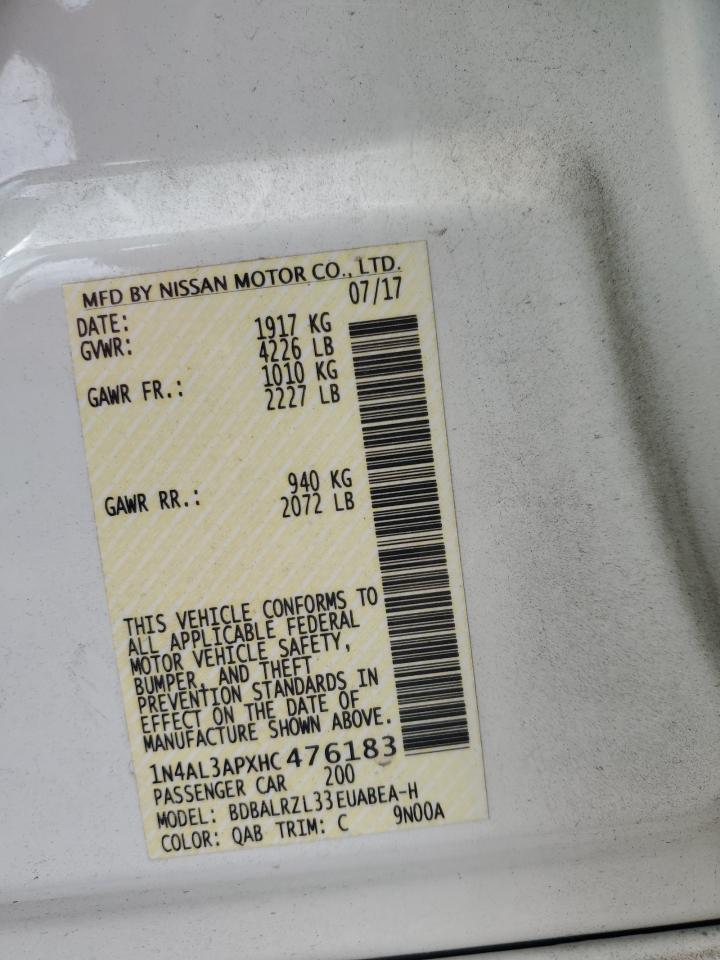 MFD BY NISSAN MOTOR CO., LTD.
DATE: 07/17
GVWR: 1917 KG
4226 LB
GAWR FR.: 1010 KG
2227 LB
GAWR RR.: 940 KG
2072 LB
THIS VEHICLE CONFORMS TO
ALL APPLICABLE FEDERAL
MOTOR VEHICLE SAFETY,
BUMPER, AND THEFT
PREVENTION STANDARDS IN
EFFECT ON THE DATE OF
MANUFACTURE SHOWN ABOVE.
1N4AL3APXHC476183
PASSENGER CAR 200
MODEL: BDBALRZL33EUABEA-H
COLOR: QAB TRIM: C 9N00A